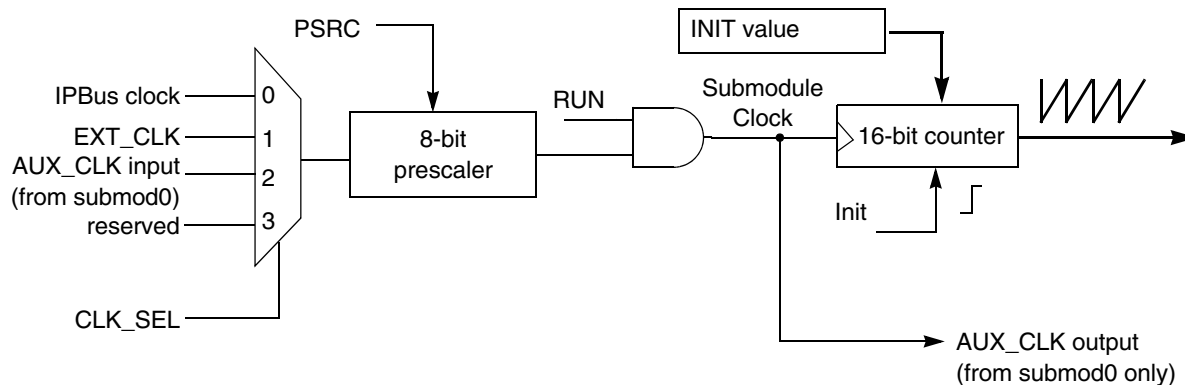 PSRC
INIT value
IPBus clock
0
EXT_CLK
1
AUX_CLK input
(from submod0)
2
reserved
3
CLK_SEL
8-bit
prescaler
RUN
Submodule
Clock
16-bit counter
Init
AUX_CLK output
(from submod0 only)